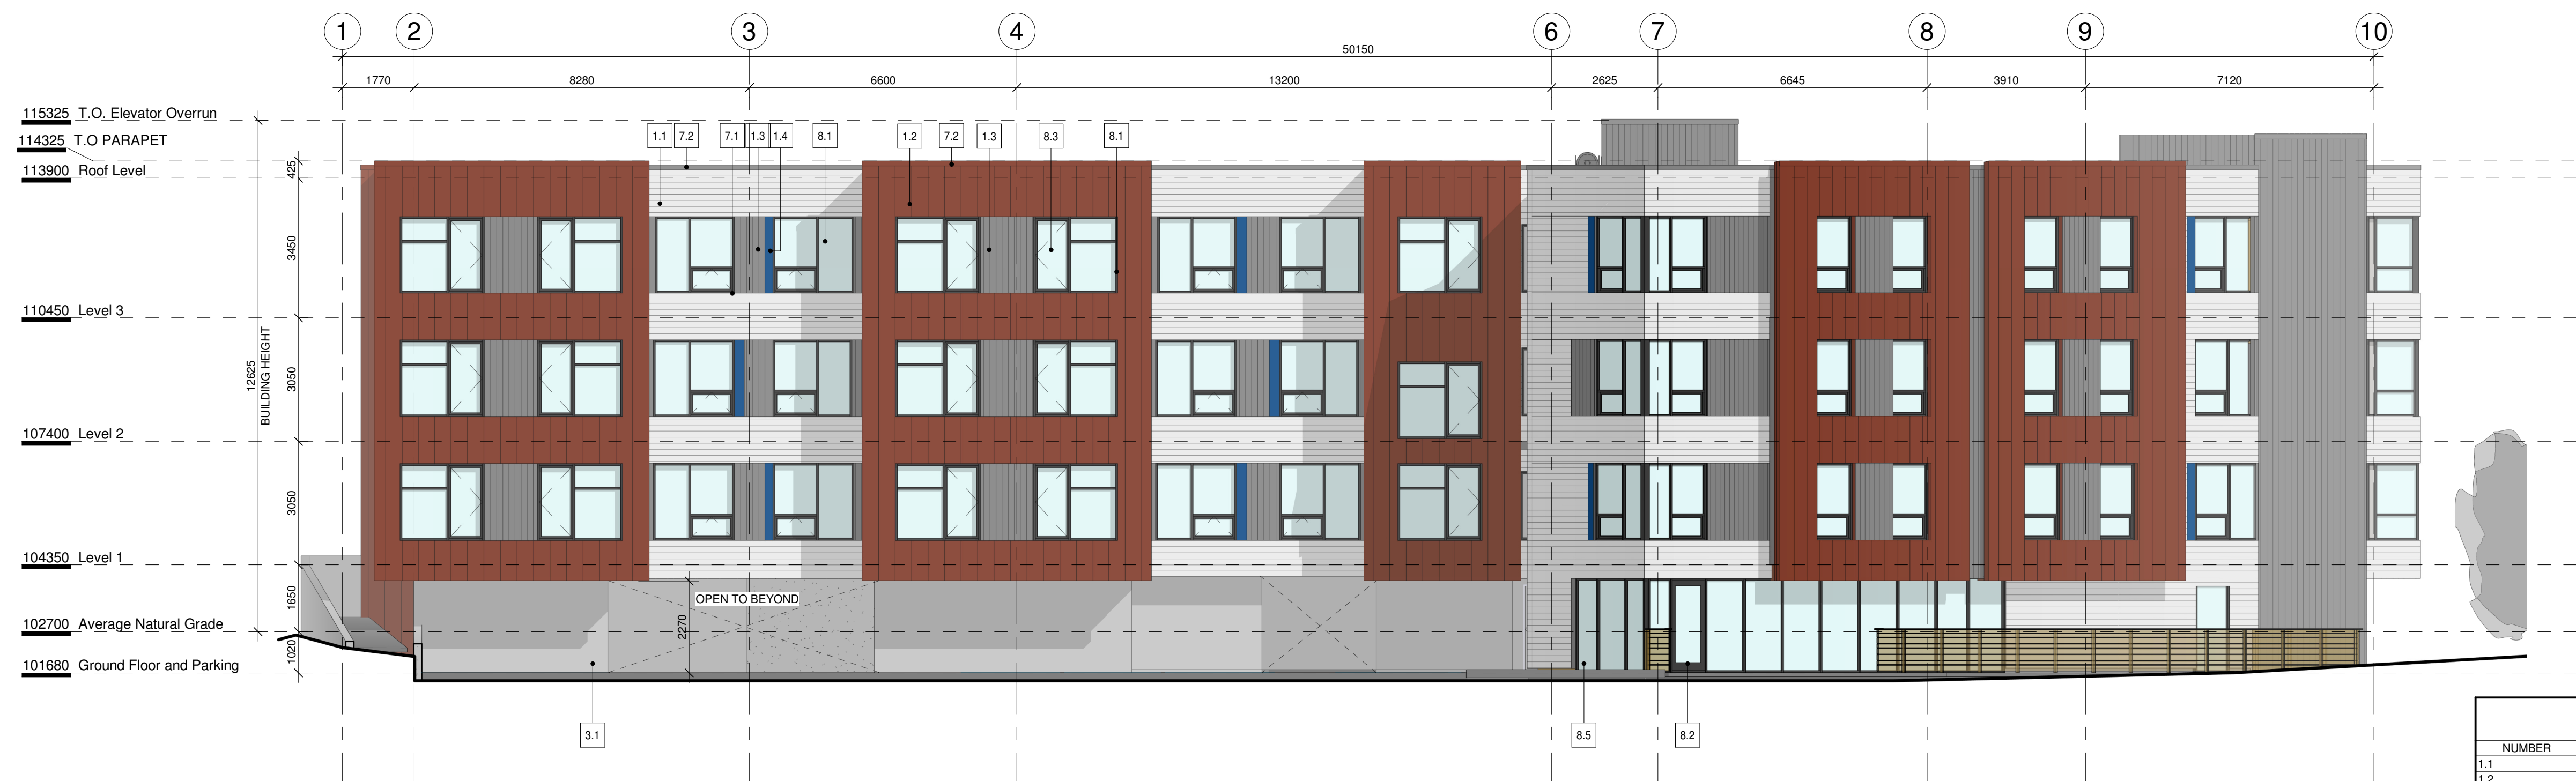 1 2 3 4 6 7 8 9 10
50150
1770 8280 6600 13200 2625 6645 3910 7120
115325 T.O. Elevator Overrun
114325 T.O PARAPET
113900 Roof Level
1.1 7.2 7.1 1.3 1.4 8.1 1.2 7.2 1.3 8.3 8.1
425
3450
110450 Level 3
12625
BUILDING HEIGHT
3050
107400 Level 2
3050
104350 Level 1
1650
OPEN TO BEYOND
2270
102700 Average Natural Grade
1020
101680 Ground Floor and Parking
3.1 8.5 8.2
NUMBER
1.1
1.2